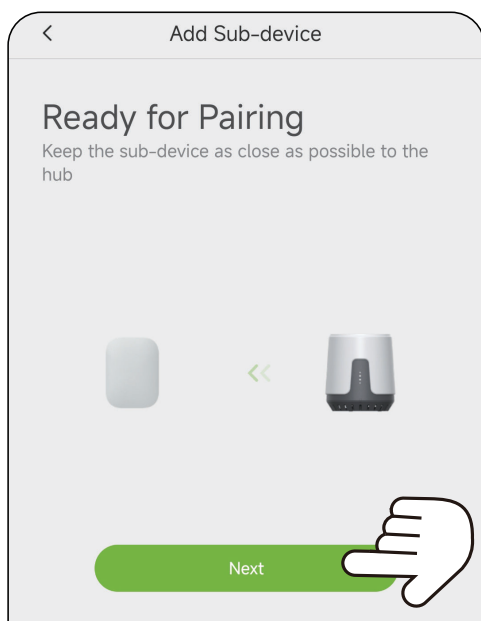 Add Sub-device
Ready for Pairing
Keep the sub-device as close as possible to the
hub
Next